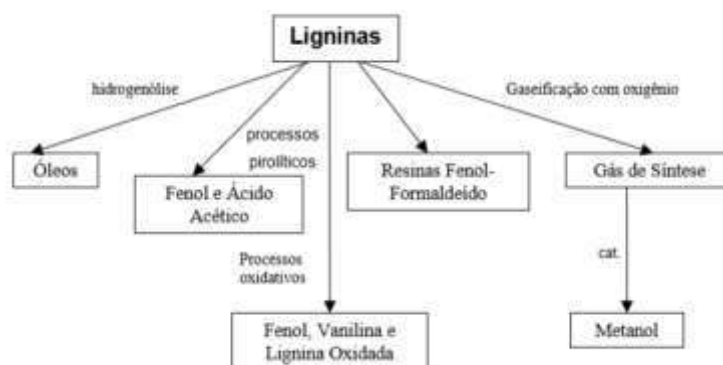 Ligninas
hidrogenólise
Gaseificação com oxigênio
processos
pirolíticos
Óleos
Fenol e Ácido
Acético
Resinas Fenol-
Formaldeído
Gás de Síntese
Processos
oxidativos
cat.
Fenol, Vanilina e
Lignina Oxidada
Metanol